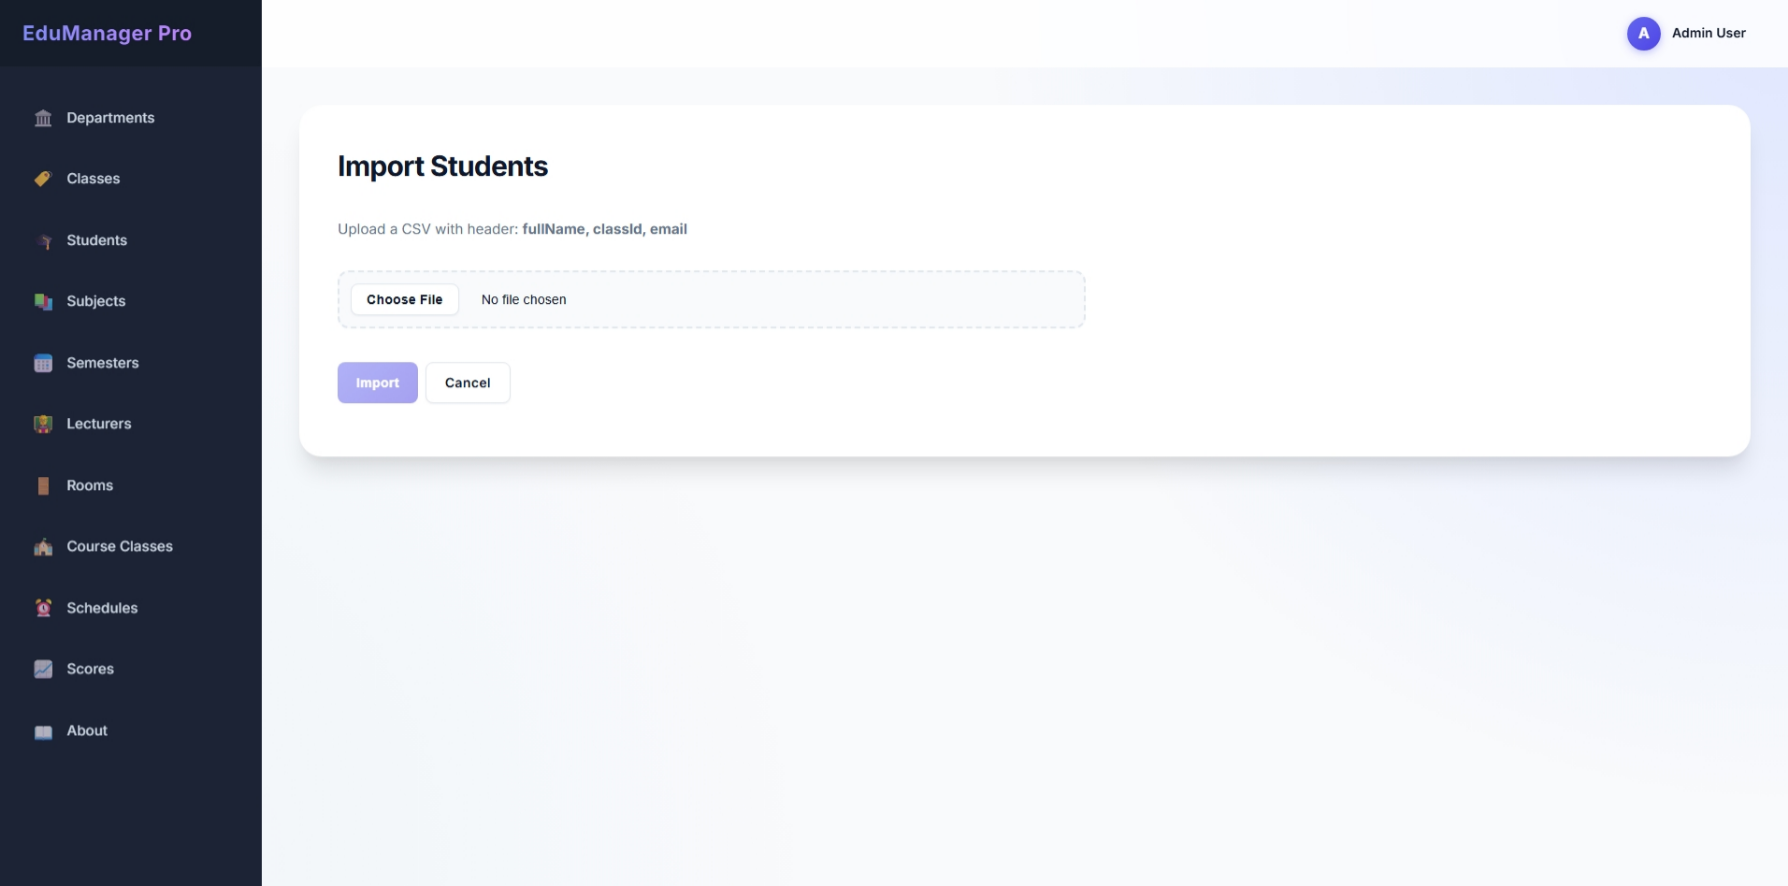 EduManager Pro
A Admin User
Departments
Classes
Students
Subjects
Semesters
Lecturers
Rooms
Course Classes
Schedules
Scores
About
Import Students
Upload a CSV with header: fullName, classId, email
Choose File No file chosen
Import Cancel